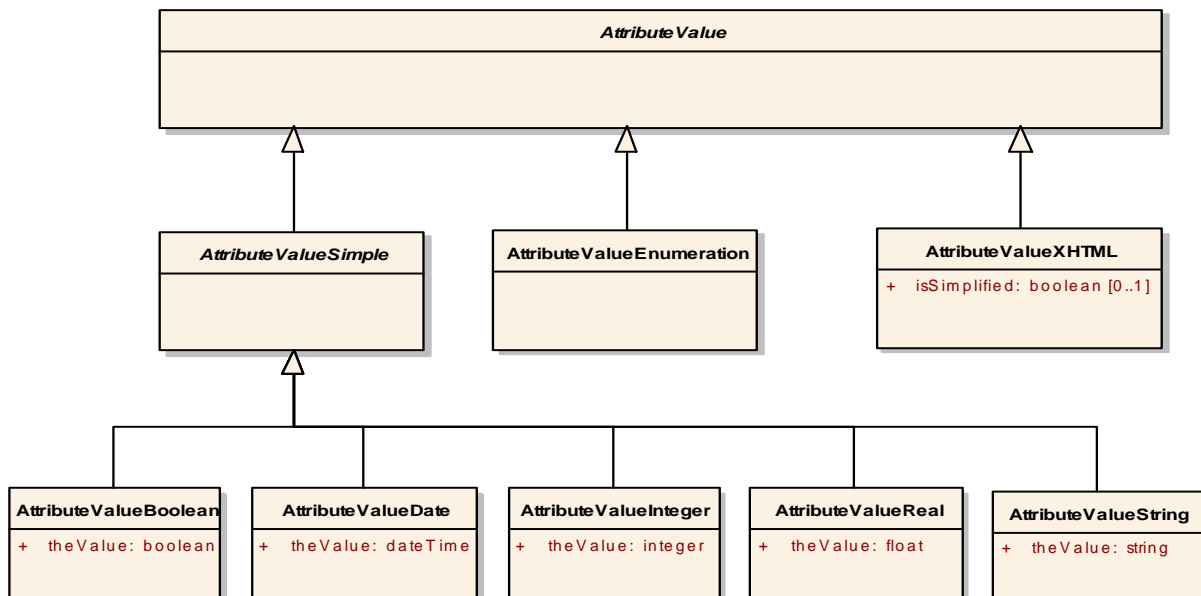 AttributeValue
AttributeValueSimple
AttributeValueEnumeration
AttributeValueXHTML
+ isSimplified: boolean [0..1]
AttributeValueBoolean
+ theValue: boolean
AttributeValueDate
+ theValue: dateTime
AttributeValueInteger
+ theValue: integer
AttributeValueReal
+ theValue: float
AttributeValueString
+ theValue: string